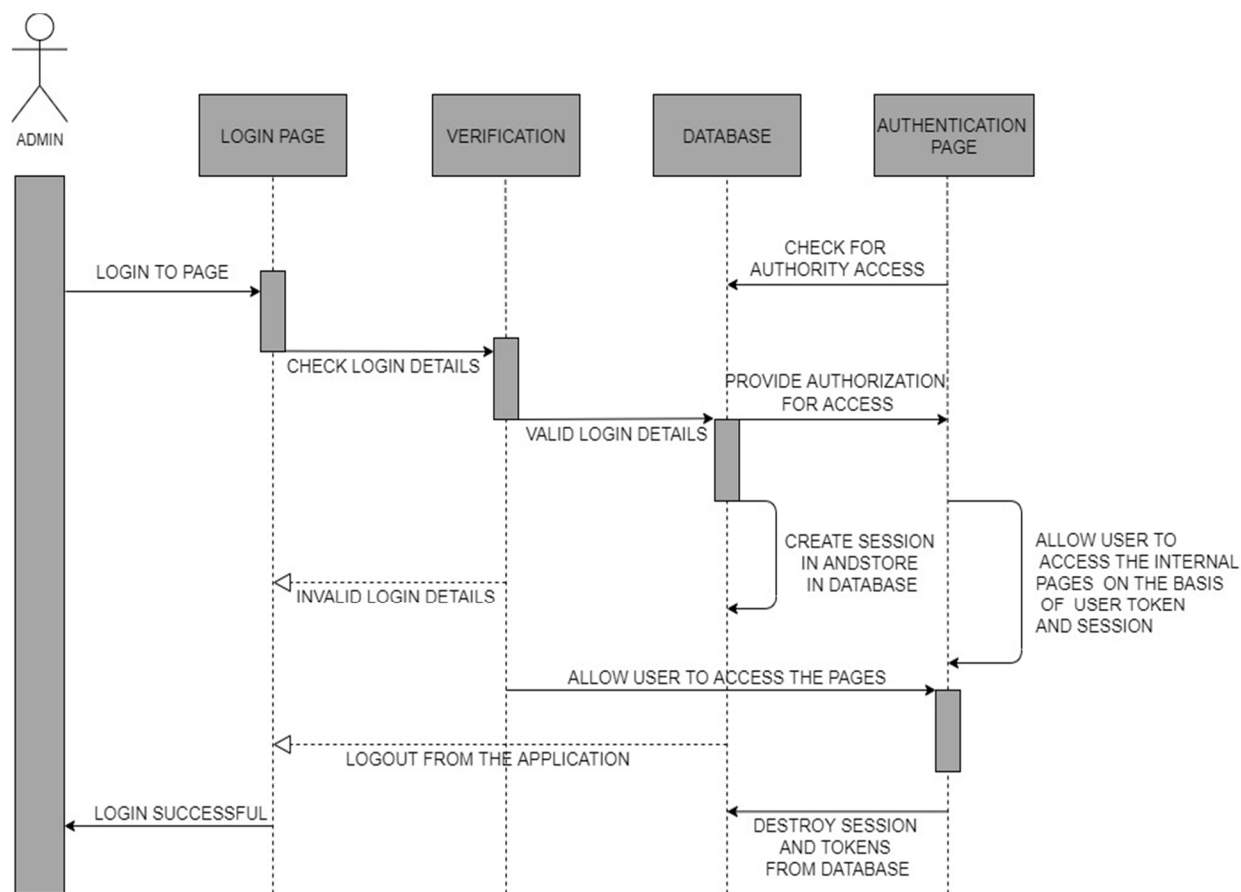 ADMIN
LOGIN PAGE
VERIFICATION
DATABASE
AUTHENTICATION
PAGE
CHECK FOR
AUTHORITY ACCESS
LOGIN TO PAGE
CHECK LOGIN DETAILS
PROVIDE AUTHORIZATION
FOR ACCESS
VALID LOGIN DETAILS
CREATE SESSION
IN ANDSTORE
IN DATABASE
ALLOW USER TO
ACCESS THE INTERNAL
PAGES ON THE BASIS
OF USER TOKEN
AND SESSION
INVALID LOGIN DETAILS
ALLOW USER TO ACCESS THE PAGES
LOGOUT FROM THE APPLICATION
LOGIN SUCCESSFUL
DESTROY SESSION
AND TOKENS
FROM DATABASE